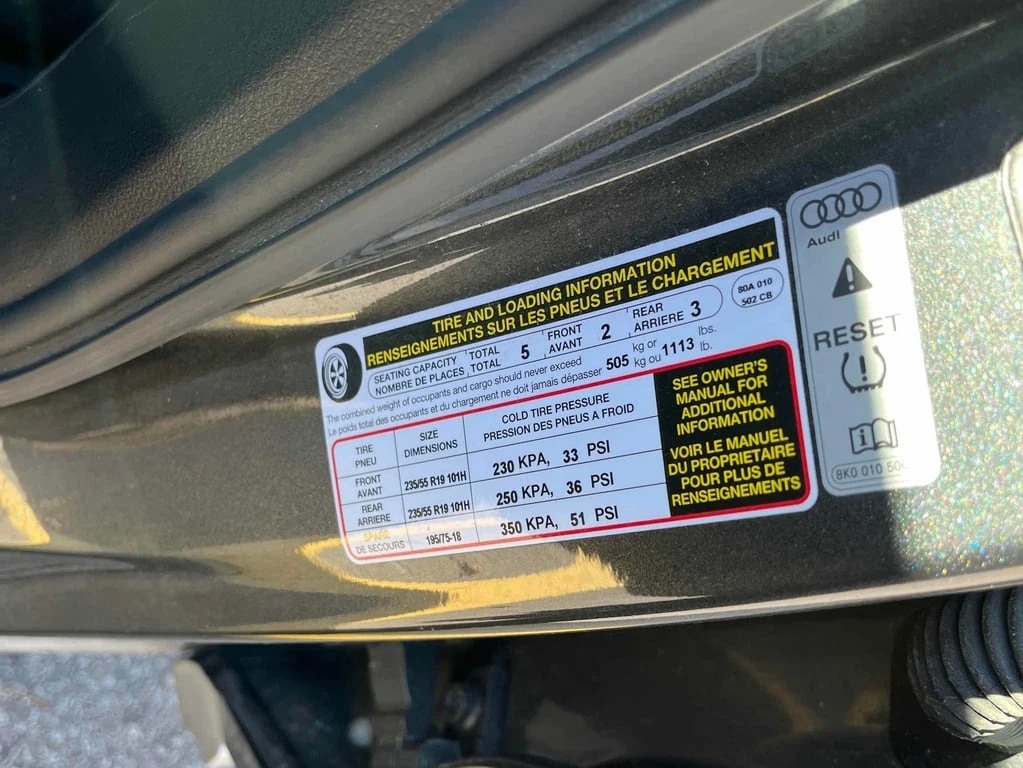 TIRE AND LOADING INFORMATION
RENSEIGNEMENTS SUR LES PNEUS ET LE CHARGEMENT
SEATING CAPACITY TOTAL 5 FRONT 2 REAR 3
NOMBRE DE PLACES TOTAL AVANT ARRIERE
80A 010
502 CB
The combined weight of occupants and cargo should never exceed 505 kg or 1113 lbs.
Le poids total des occupants et du chargement ne doit jamais dépasser kg ou lb.
TIRE SIZE COLD TIRE PRESSURE
PNEU DIMENSIONS PRESSION DES PNEUS A FROID
FRONT 235/55 R19 101H 230 KPA, 33 PSI
AVANT
REAR 235/55 R19 101H 250 KPA, 36 PSI
ARRIERE
SPARE 195/75-18 350 KPA, 51 PSI
DE SECOURS
SEE OWNER'S
MANUAL FOR
ADDITIONAL
INFORMATION
VOIR LE MANUEL
DU PROPRIETAIRE
POUR PLUS DE
RENSEIGNEMENTS
Audi
RESET
8K0 010 50